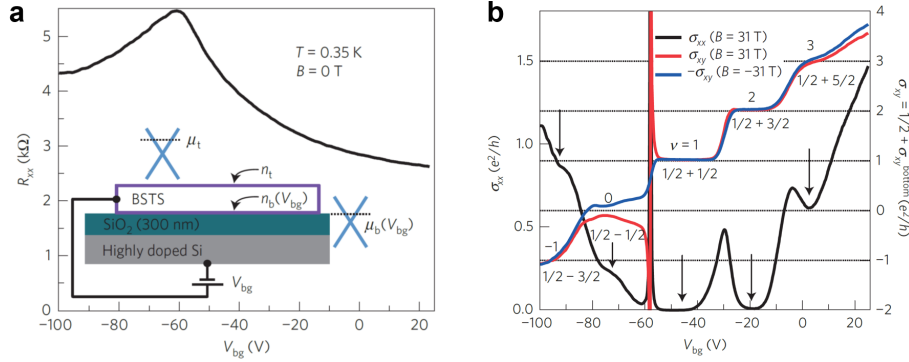 a
R_xx (kΩ)
5
4
3
2
1
0
T = 0.35 K
B = 0 T
μ_t
n_t
BSTS
n_b(V_bg)
SiO₂ (300 nm)
μ_b(V_bg)
Highly doped Si
V_bg
−100 −80 −60 −40 −20 0 20
V_bg (V)
b
σ_xx (e²/h)
1.5
1.0
0.5
0.0
σ_xx (B = 31 T)
σ_xy (B = 31 T)
−σ_xy (B = −31 T)
3
1/2 + 5/2
2
1/2 + 3/2
ν = 1
1/2 + 1/2
0
1/2 − 1/2
−1
1/2 − 3/2
4
3
2
1
0
−1
−2
σ_xy = 1/2 + σ_xy^bottom (e²/h)
−100 −80 −60 −40 −20 0 20
V_bg (V)